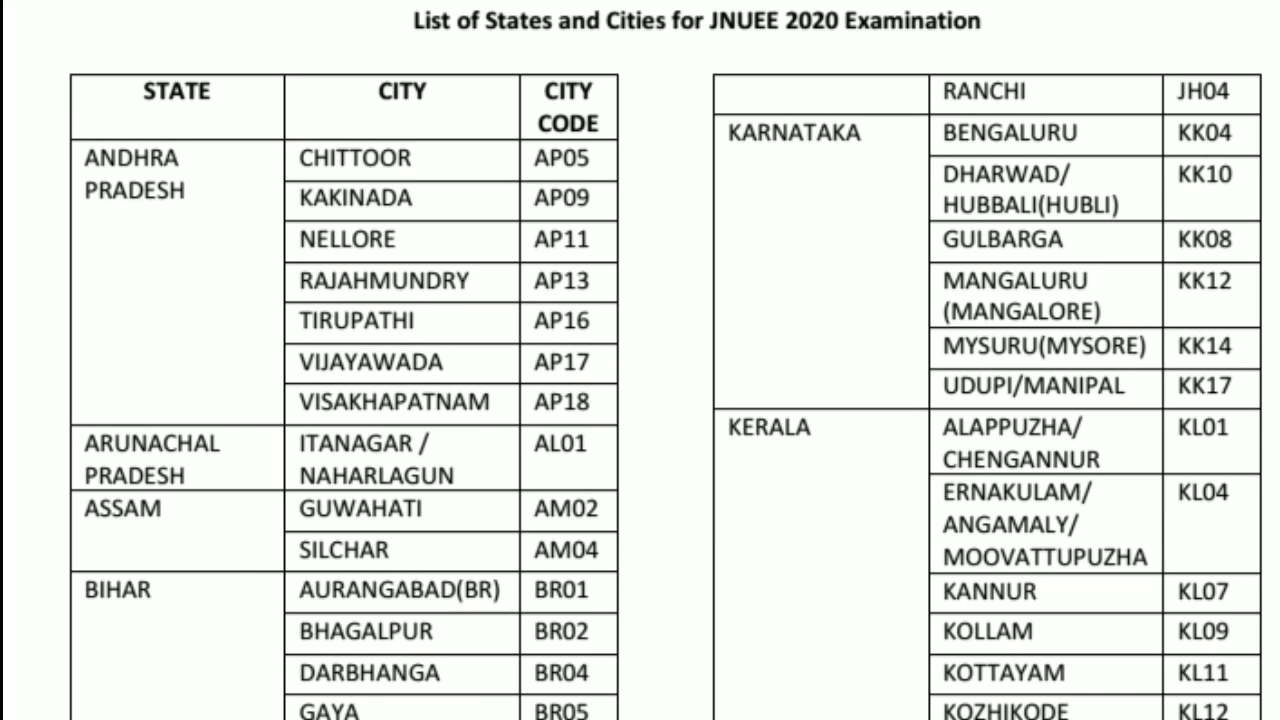 List of States and Cities for JNUEE 2020 Examination
STATE CITY CITY
CODE
ANDHRA CHITTOOR AP05
PRADESH
KAKINADA AP09
NELLORE AP11
RAJAHMUNDRY AP13
TIRUPATHI AP16
VIJAYAWADA AP17
VISAKHAPATNAM AP18
ARUNACHAL ITANAGAR / AL01
PRADESH NAHARLAGUN
ASSAM GUWAHATI AM02
SILCHAR AM04
BIHAR AURANGABAD(BR) BR01
BHAGALPUR BR02
DARBHANGA BR04
GAYA BR05
RANCHI JH04
KARNATAKA BENGALURU KK04
DHARWAD/ KK10
HUBBALI(HUBLI)
GULBARGA KK08
MANGALURU KK12
(MANGALORE)
MYSURU(MYSORE) KK14
UDUPI/MANIPAL KK17
KERALA ALAPPUZHA/ KL01
CHENGANNUR
ERNAKULAM/ KL04
ANGAMALY/
MOOVATTUPUZHA
KANNUR KL07
KOLLAM KL09
KOTTAYAM KL11
KOZHIKODE KL12